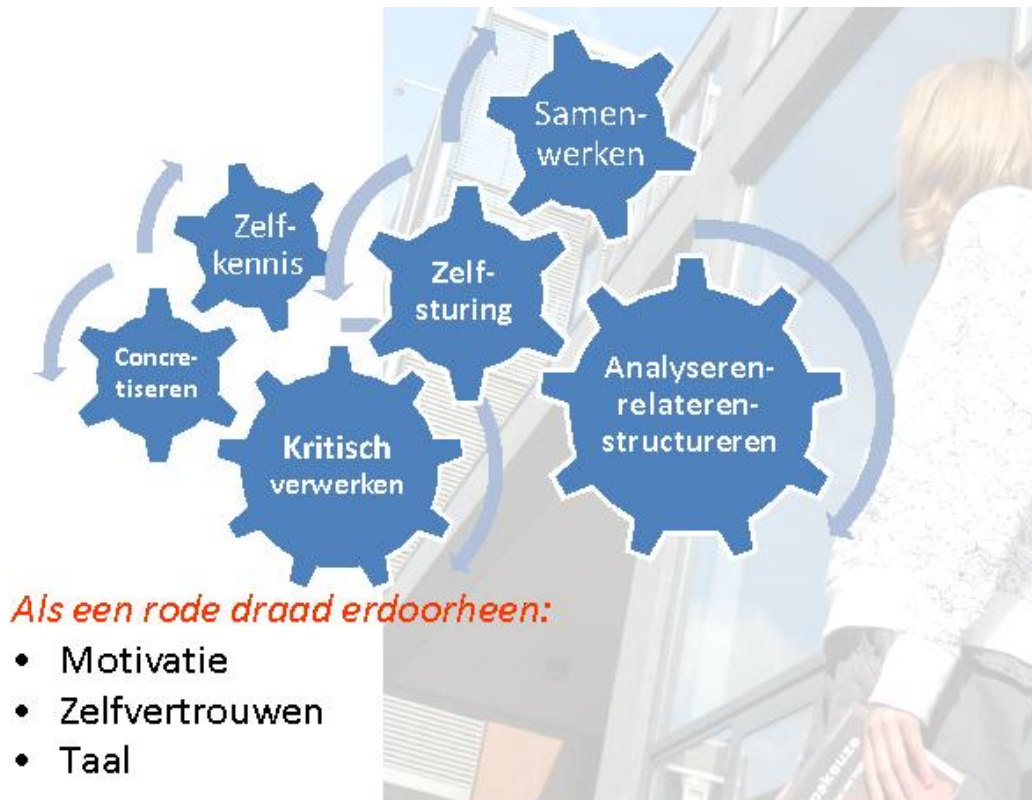 Samen-
werken
Zelf-
kennis
Zelf-
sturing
Concre-
tiseren
Analyseren-
relateren-
structureren
Kritisch
verwerken
Als een rode draad erdoorheen:
• Motivatie
• Zelfvertrouwen
• Taal